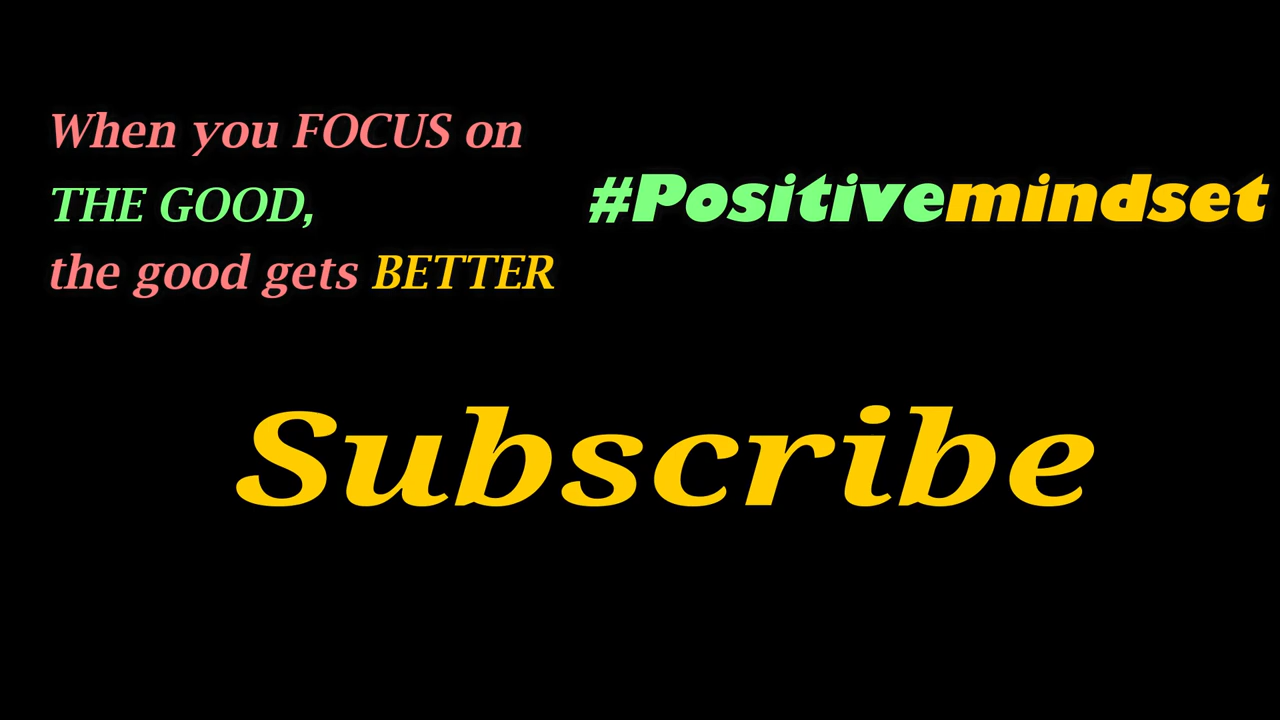 When you FOCUS on
THE GOOD,
the good gets BETTER
#Positivemindset
Subscribe